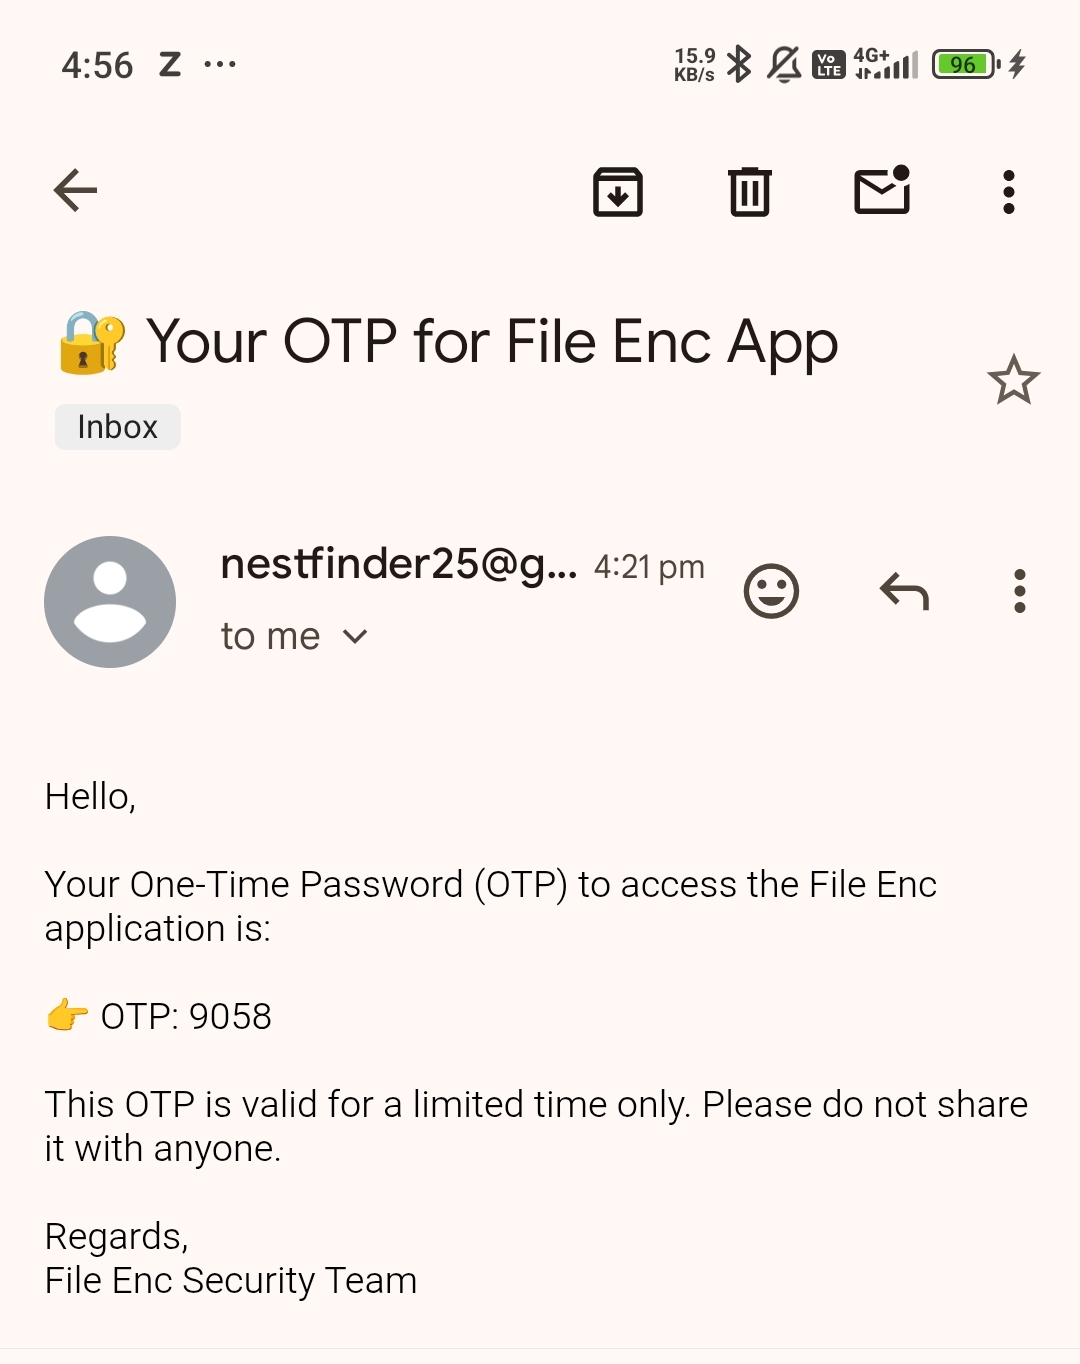 4:56 Z ...
15.9 KB/s Vo LTE 4G+ 96
🔐 Your OTP for File Enc App
Inbox
nestfinder25@g... 4:21 pm
to me
Hello,
Your One-Time Password (OTP) to access the File Enc
application is:
👉 OTP: 9058
This OTP is valid for a limited time only. Please do not share
it with anyone.
Regards,
File Enc Security Team